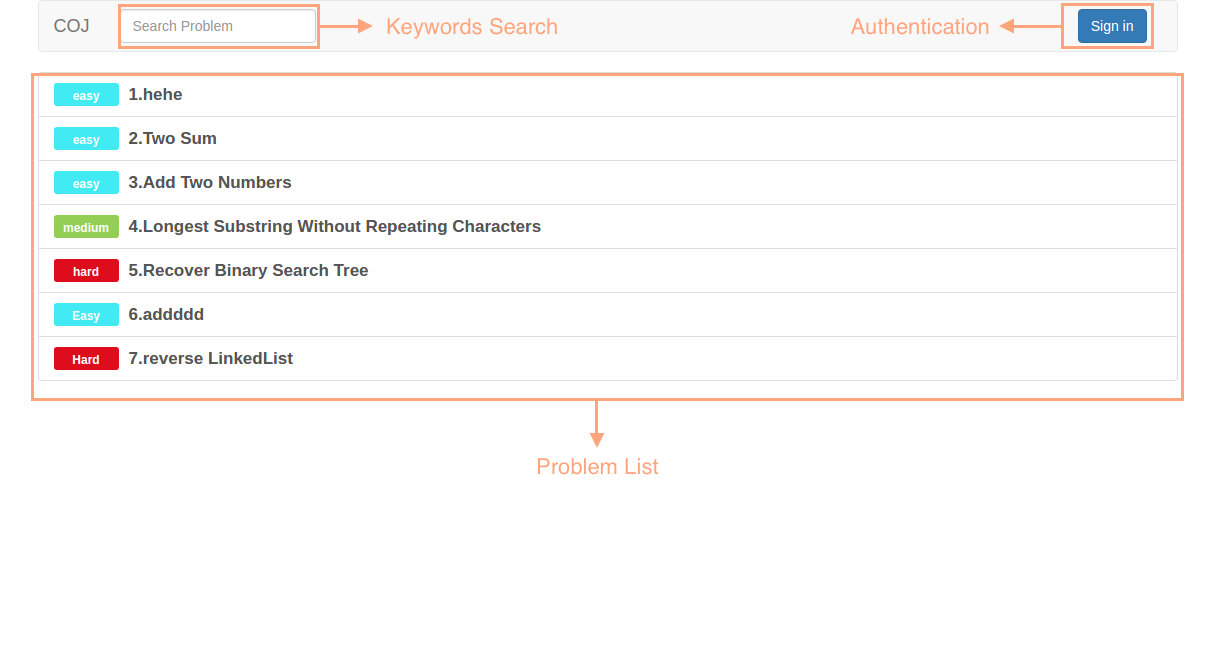 COJ Search Problem Keywords Search Authentication Sign in
easy 1.hehe
easy 2.Two Sum
easy 3.Add Two Numbers
medium 4.Longest Substring Without Repeating Characters
hard 5.Recover Binary Search Tree
Easy 6.addddd
Hard 7.reverse LinkedList
Problem List